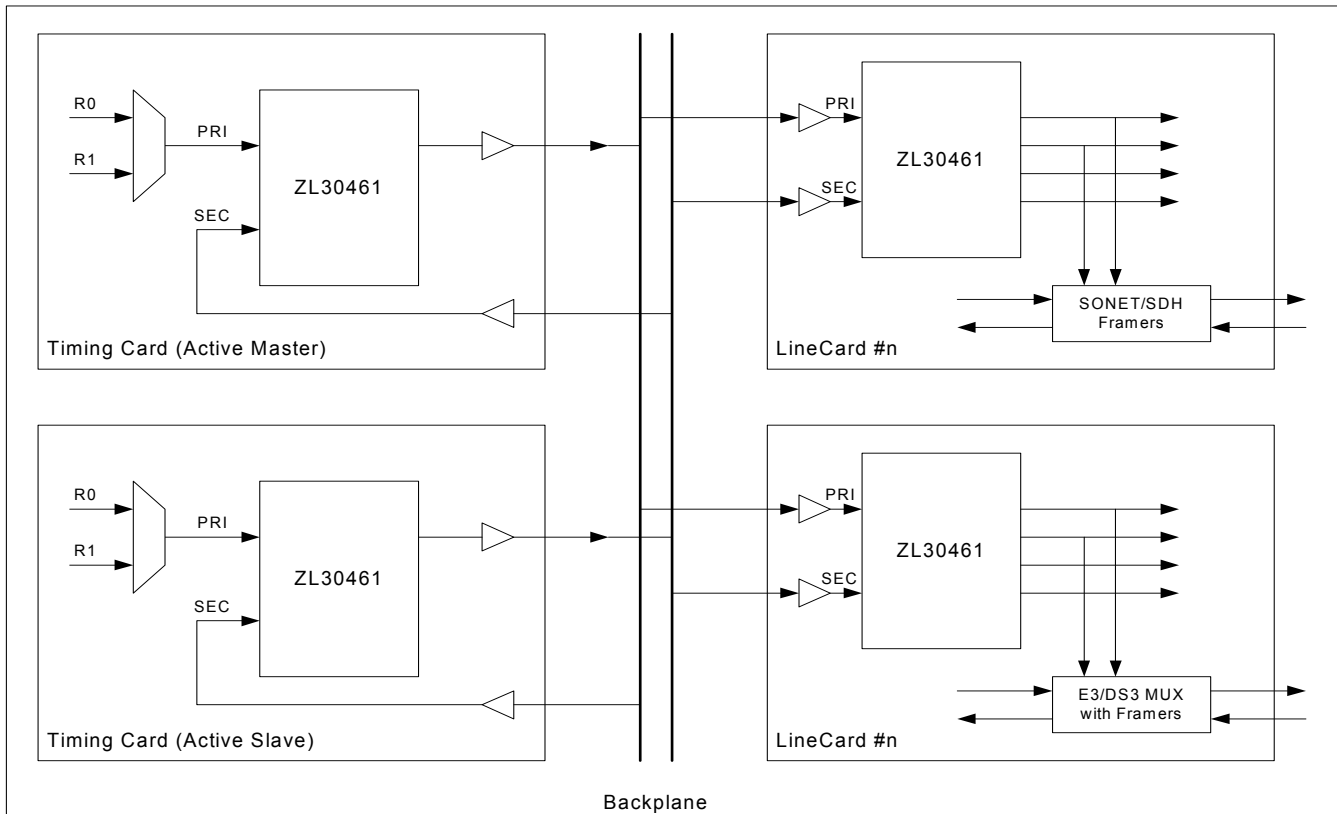 R0
R1
PRI
SEC
ZL30461
Timing Card (Active Master)
PRI
SEC
ZL30461
SONET/SDH
Framers
LineCard #n
R0
R1
PRI
SEC
ZL30461
Timing Card (Active Slave)
PRI
SEC
ZL30461
E3/DS3 MUX
with Framers
LineCard #n
Backplane